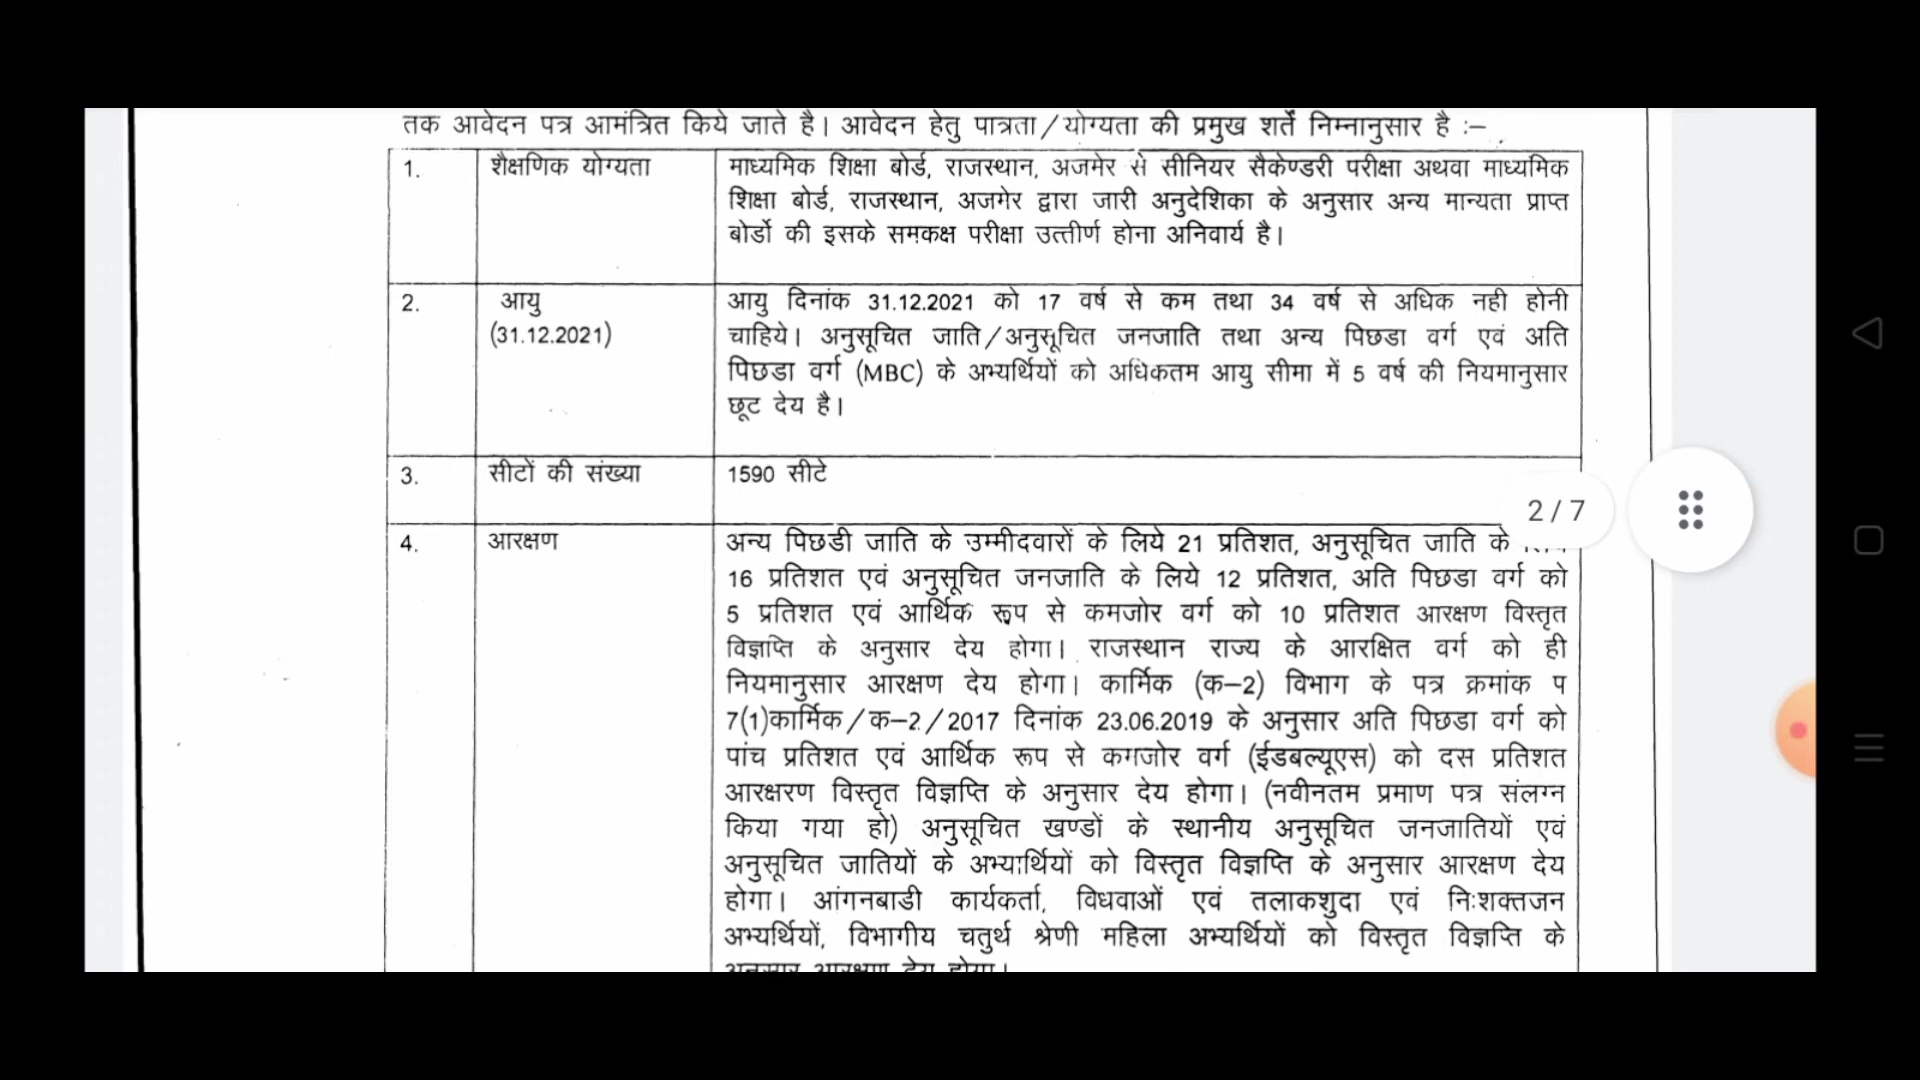 तक आवेदन पत्र आमंत्रित किये जाते है। आवेदन हेतु पात्रता/योग्यता की प्रमुख शर्तें निम्नानुसार है :–
1. शैक्षणिक योग्यता माध्यमिक शिक्षा बोर्ड, राजस्थान, अजमेर से सीनियर सैकेण्डरी परीक्षा अथवा माध्यमिक
शिक्षा बोर्ड, राजस्थान, अजमेर द्वारा जारी अनुदेशिका के अनुसार अन्य मान्यता प्राप्त
बोर्डो की इसके समकक्ष परीक्षा उत्तीर्ण होना अनिवार्य है।
2. आयु आयु दिनांक 31.12.2021 को 17 वर्ष से कम तथा 34 वर्ष से अधिक नही होनी
(31.12.2021) चाहिये। अनुसूचित जाति/अनुसूचित जनजाति तथा अन्य पिछडा वर्ग एवं अति
पिछडा वर्ग (MBC) के अभ्यर्थियों को अधिकतम आयु सीमा में 5 वर्ष की नियमानुसार
छूट देय है।
3. सीटों की संख्या 1590 सीटे
2/7
4. आरक्षण अन्य पिछडी जाति के उम्मीदवारों के लिये 21 प्रतिशत, अनुसूचित जाति के
16 प्रतिशत एवं अनुसूचित जनजाति के लिये 12 प्रतिशत, अति पिछडा वर्ग को
5 प्रतिशत एवं आर्थिक रूप से कमजोर वर्ग को 10 प्रतिशत आरक्षण विस्तृत
विज्ञप्ति के अनुसार देय होगा। राजस्थान राज्य के आरक्षित वर्ग को ही
नियमानुसार आरक्षण देय होगा। कार्मिक (क–2) विभाग के पत्र क्रमांक प
7(1)कार्मिक/क–2/2017 दिनांक 23.06.2019 के अनुसार अति पिछडा वर्ग को
पांच प्रतिशत एवं आर्थिक रूप से कमजोर वर्ग (ईडबल्यूएस) को दस प्रतिशत
आरक्षरण विस्तृत विज्ञप्ति के अनुसार देय होगा। (नवीनतम प्रमाण पत्र संलग्न
किया गया हो) अनुसूचित खण्डों के स्थानीय अनुसूचित जनजातियों एवं
अनुसूचित जातियों के अभ्यार्थियों को विस्तृत विज्ञप्ति के अनुसार आरक्षण देय
होगा। आंगनबाडी कार्यकर्ता, विधवाओं एवं तलाकशुदा एवं निःशक्तजन
अभ्यर्थियों, विभागीय चतुर्थ श्रेणी महिला अभ्यर्थियों को विस्तृत विज्ञप्ति के
अनुसार आरक्षण देय होगा।